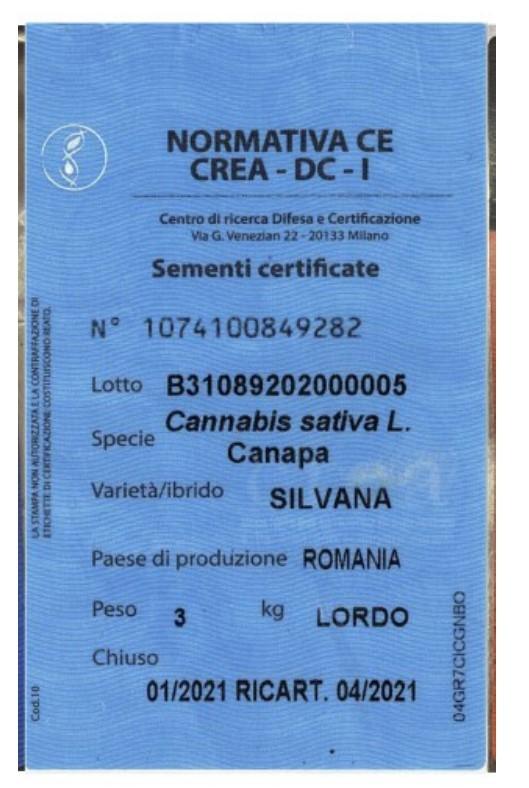 NORMATIVA CE
CREA - DC - I
Centro di ricerca Difesa e Certificazione
Via G. Venezian 22 - 20133 Milano
Sementi certificate
N° 1074100849282
Lotto B31089202000005
Specie Cannabis sativa L.
Canapa
Varietà/ibrido SILVANA
Paese di produzione ROMANIA
Peso 3 kg LORDO
Chiuso
01/2021 RICART. 04/2021
LA STAMPA NON AUTORIZZATA E LA CONTRAFFAZIONE DI
ETICHETTE DI CERTIFICAZIONE COSTITUISCONO REATO.
Cod.10
04GR7CICGNBO